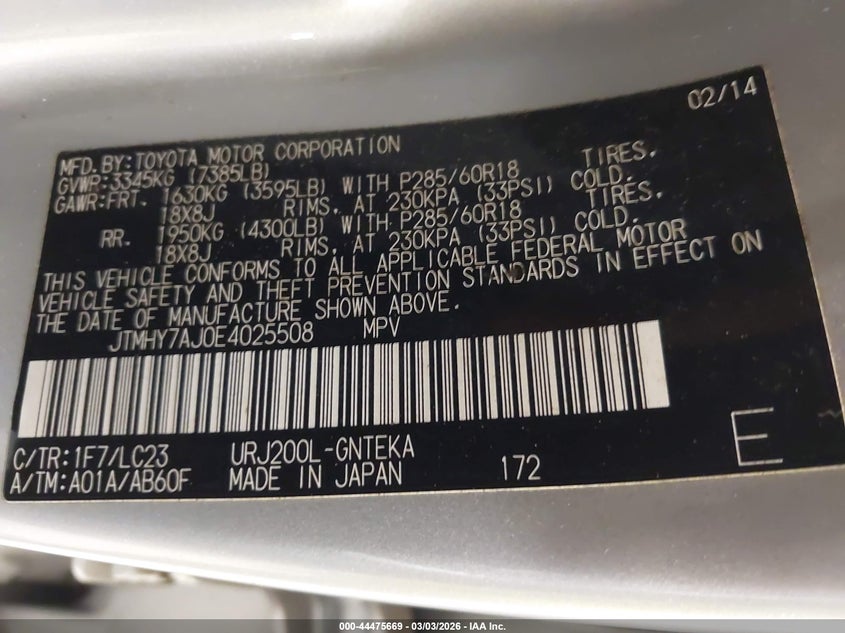 02/14
MFD.BY:TOYOTA MOTOR CORPORATION
GVWR:3345KG (7385LB)
GAWR:FRT. 1630KG (3595LB) WITH P285/60R18 TIRES.
18X8J RIMS, AT 230KPA (33PSI) COLD.
RR. 1950KG (4300LB) WITH P285/60R18 TIRES.
18X8J RIMS, AT 230KPA (33PSI) COLD.
THIS VEHICLE CONFORMS TO ALL APPLICABLE FEDERAL MOTOR
VEHICLE SAFETY AND THEFT PREVENTION STANDARDS IN EFFECT ON
THE DATE OF MANUFACTURE SHOWN ABOVE.
JTMHY7AJ0E4025508 MPV
C/TR:1F7/LC23 URJ200L-GNTEKA
A/TM:A01A/AB60F MADE IN JAPAN 172 E
000-44475669 - 03/03/2026 - IAA Inc.